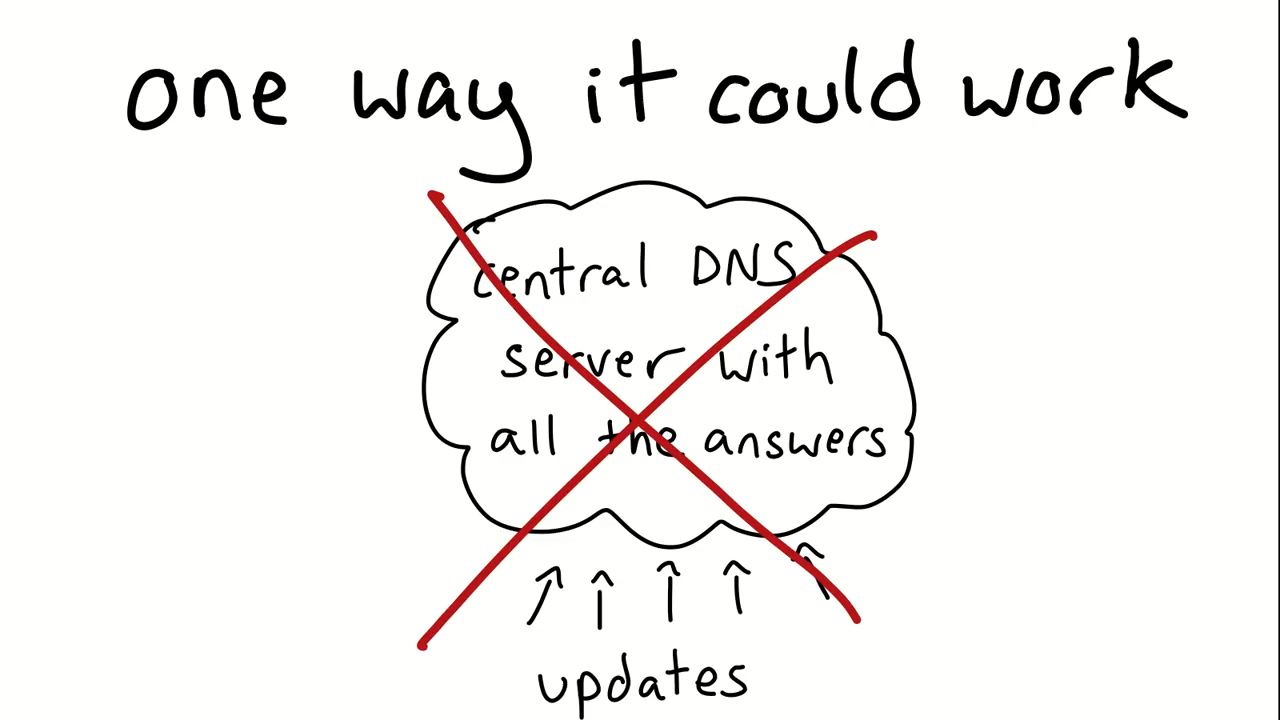 one way it could work
central DNS
server with
all the answers
updates